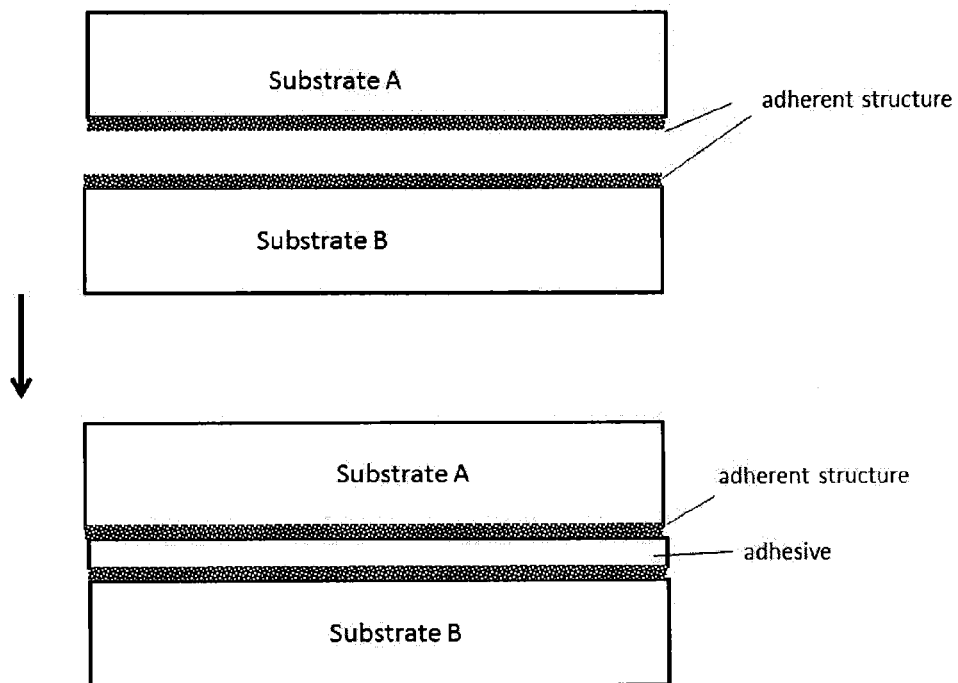 Substrate A
adherent structure
Substrate B
Substrate A
adherent structure
adhesive
Substrate B